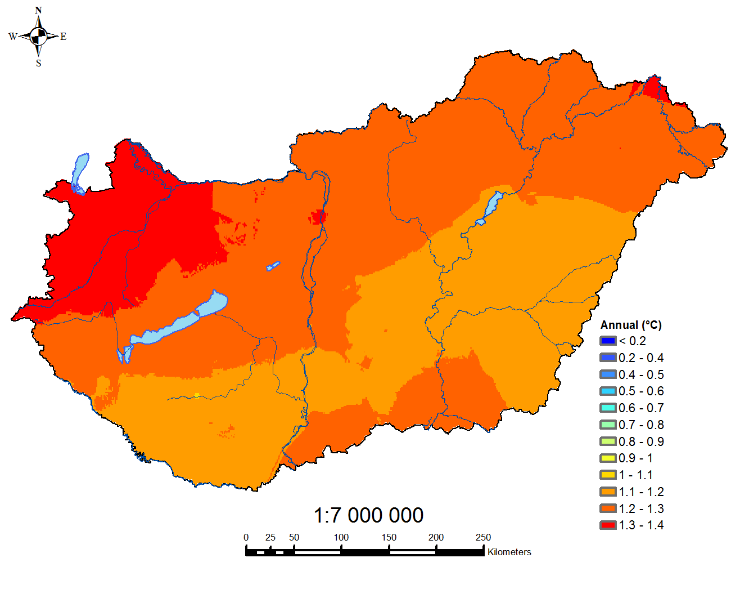 N
W E
S
Annual (°C)
< 0.2
0.2 - 0.4
0.4 - 0.5
0.5 - 0.6
0.6 - 0.7
0.7 - 0.8
0.8 - 0.9
0.9 - 1
1 - 1.1
1.1 - 1.2
1.2 - 1.3
1.3 - 1.4
1:7 000 000
0 25 50 100 150 200 250
Kilometers